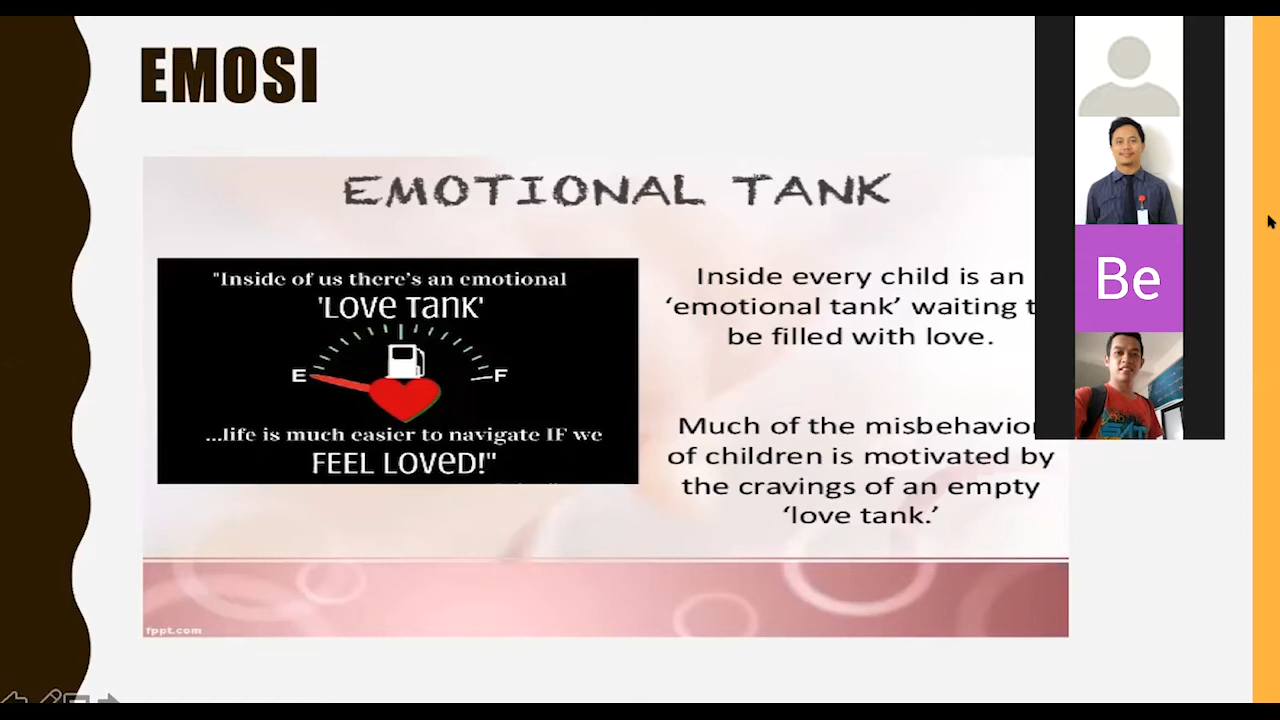 EMOSI
EMOTIONAL TANK
"Inside of us there's an emotional
'Love Tank'
E F
...life is much easier to navigate IF we
FEEL LOVED!"
Inside every child is an
‘emotional tank’ waiting t
be filled with love.
Much of the misbehavio
of children is motivated by
the cravings of an empty
‘love tank.’
Be
SAT
fppt.com